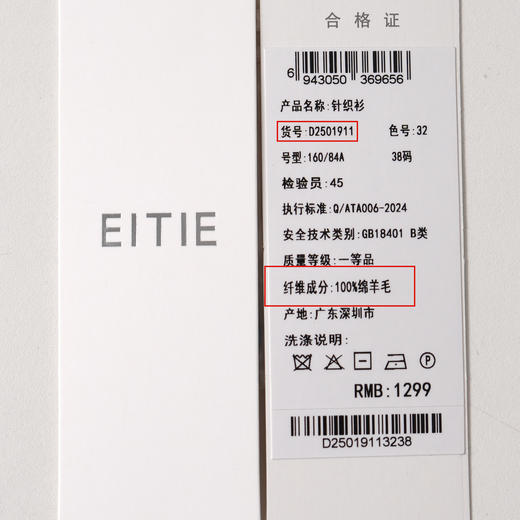 EITIE
合格证
6 943050 369656
产品名称:针织衫
货号:D2501911 色号:32
号型:160/84A 38码
检验员:45
执行标准:Q/ATA006-2024
安全技术类别:GB18401 B类
质量等级:一等品
纤维成分:100%绵羊毛
产地:广东深圳市
洗涤说明:
P
RMB:1299
D25019113238